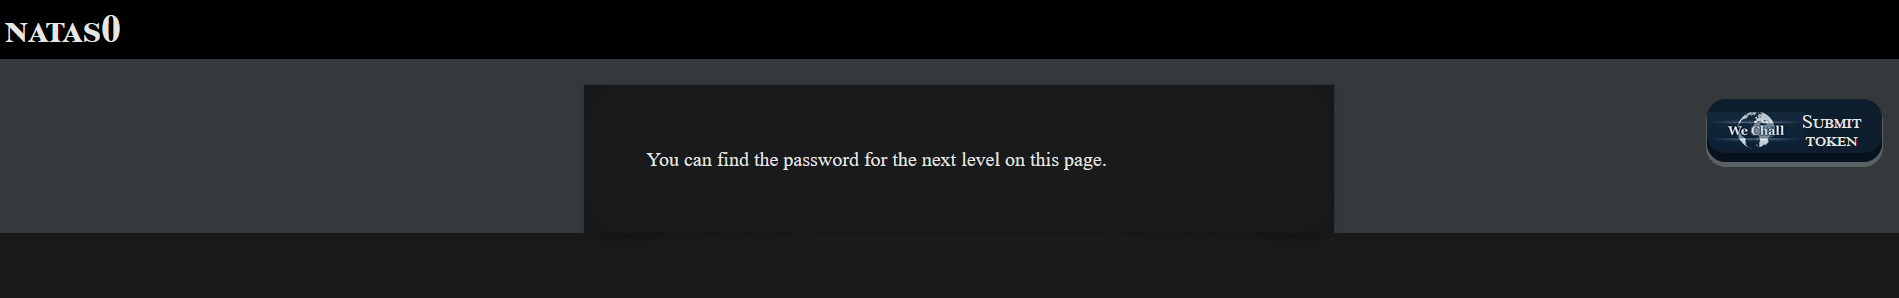 NATAS0
You can find the password for the next level on this page.
We Chall
SUBMIT
TOKEN